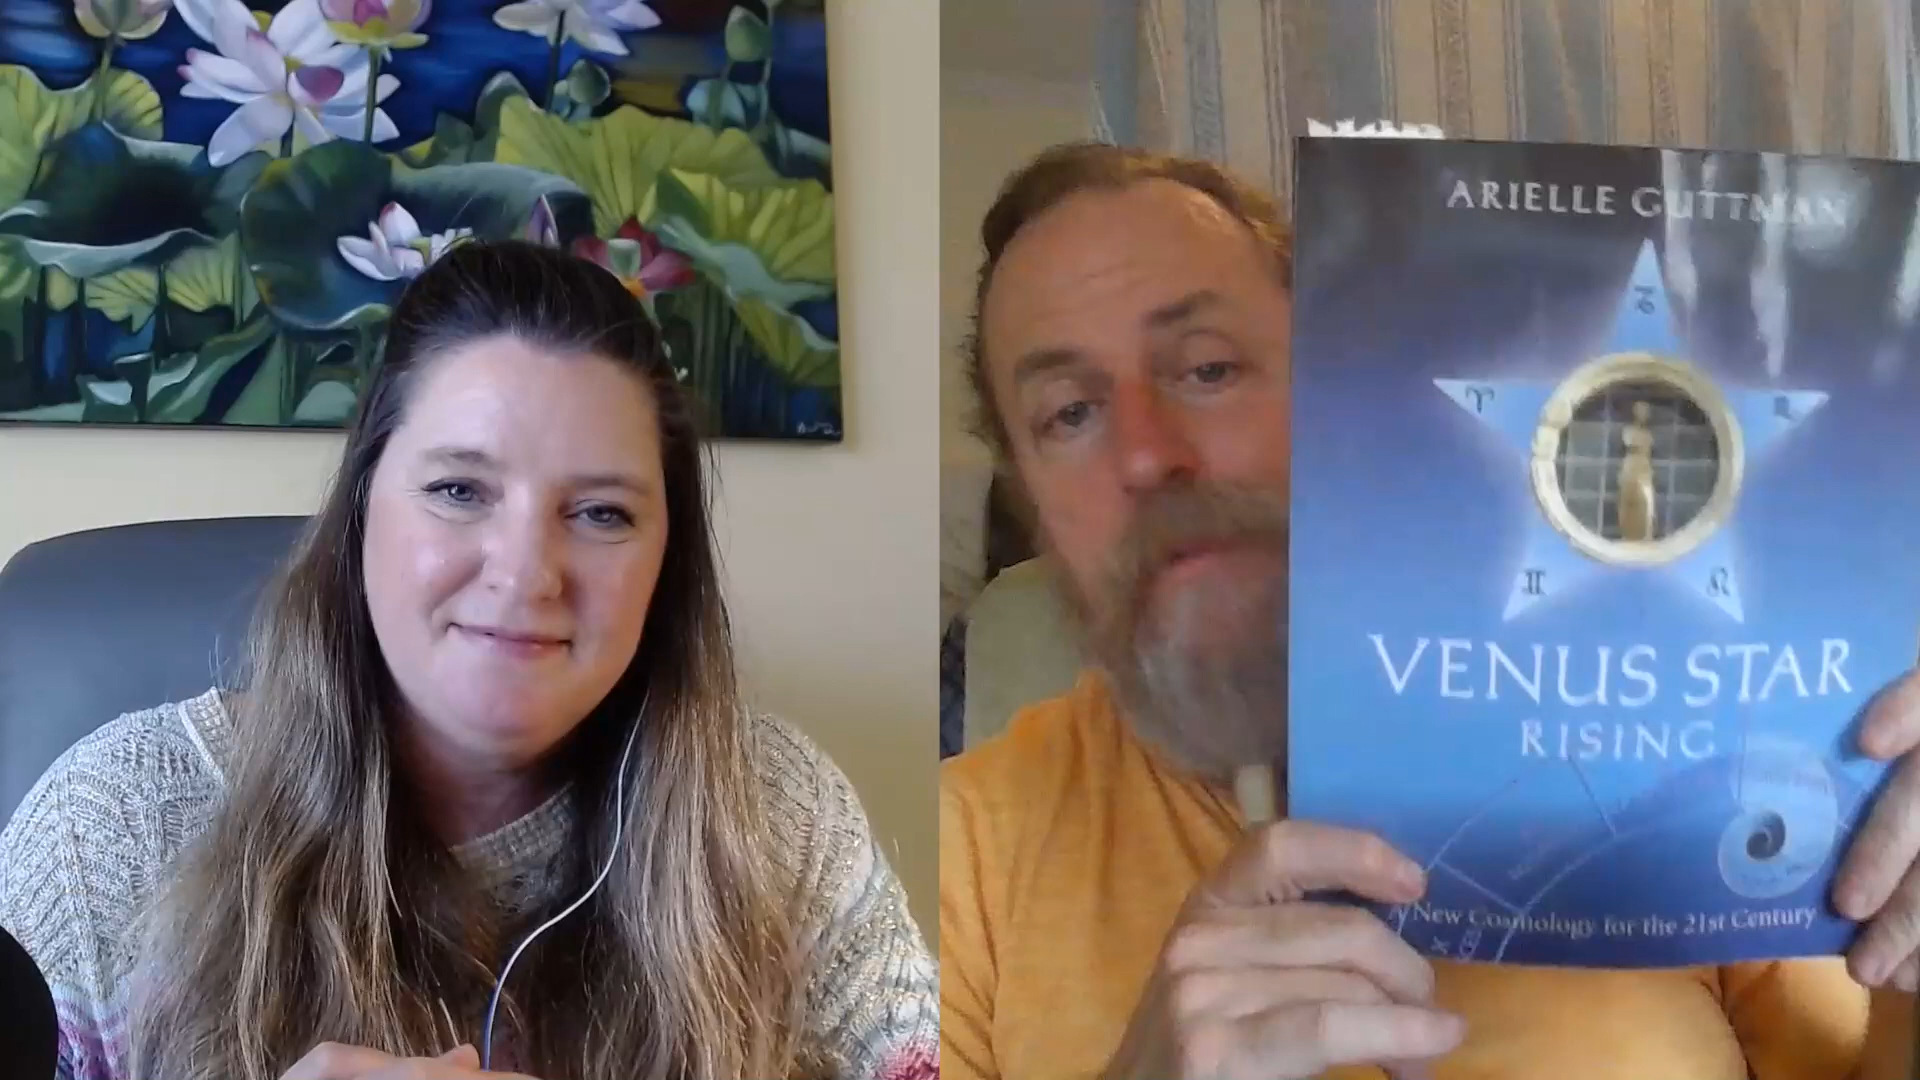 ARIELLE GUTTMAN
VENUS STAR
RISING
A New Cosmology for the 21st Century